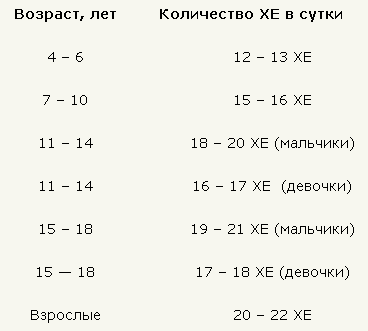 Возраст, лет Количество ХЕ в сутки
4 – 6 12 – 13 ХЕ
7 – 10 15 – 16 ХЕ
11 – 14 18 – 20 ХЕ (мальчики)
11 – 14 16 – 17 ХЕ (девочки)
15 – 18 19 – 21 ХЕ (мальчики)
15 — 18 17 – 18 ХЕ (девочки)
Взрослые 20 – 22 ХЕ